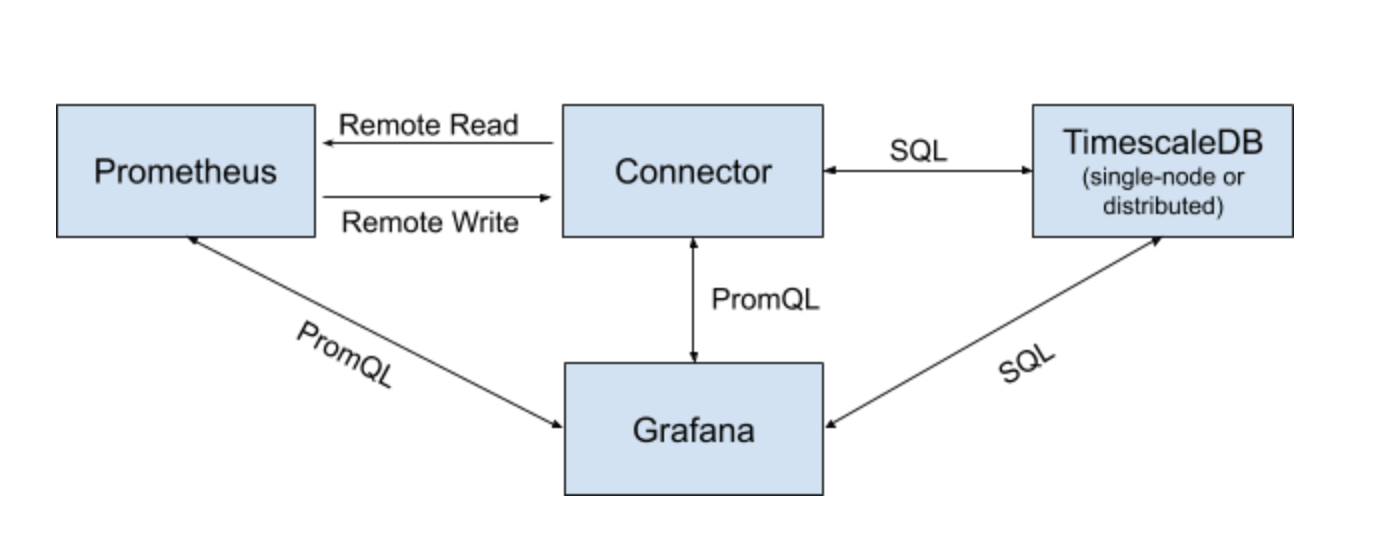 Remote Read
Prometheus
Remote Write
Connector
SQL
TimescaleDB
(single-node or
distributed)
PromQL
PromQL
SQL
Grafana